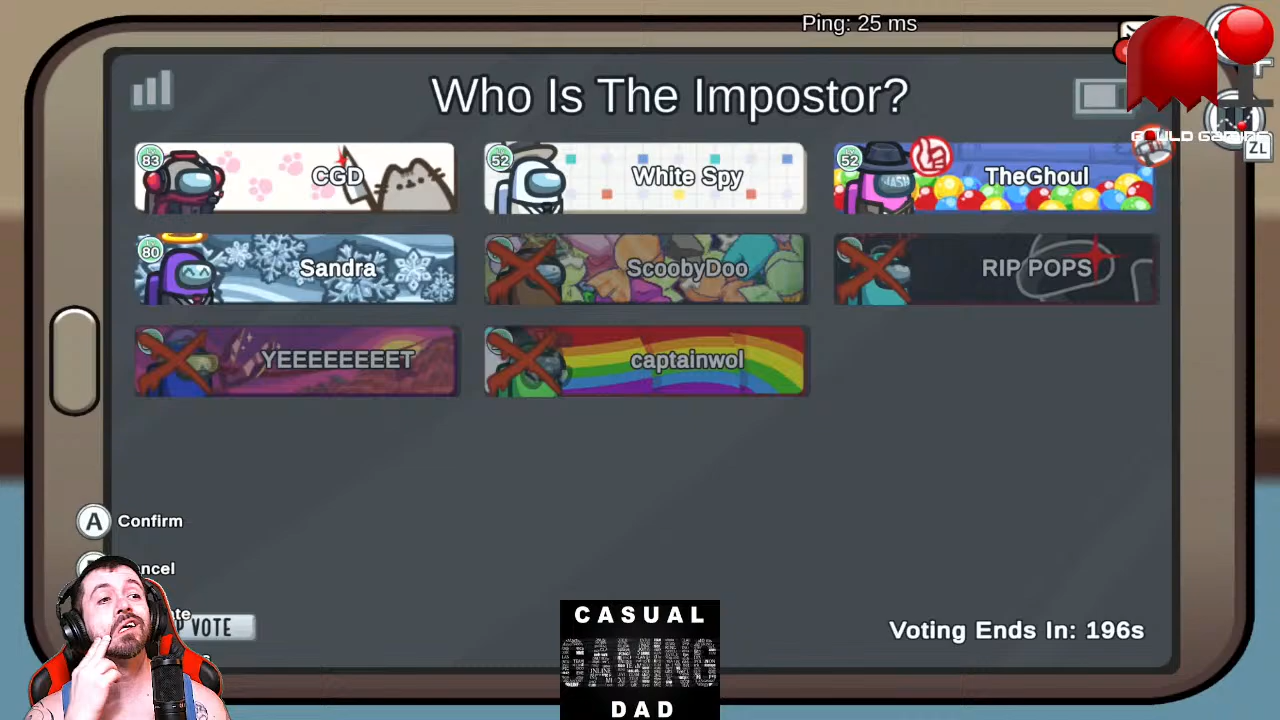 Ping: 25 ms
Who Is The Impostor?
83
CGD
52
White Spy
52
TheGhoul
80
Sandra
ScoobyDoo
RIP POPS
YEEEEEEEET
captainwol
ZL
A Confirm
VOTE
Voting Ends In: 196s
CASUAL
GAMING
DAD